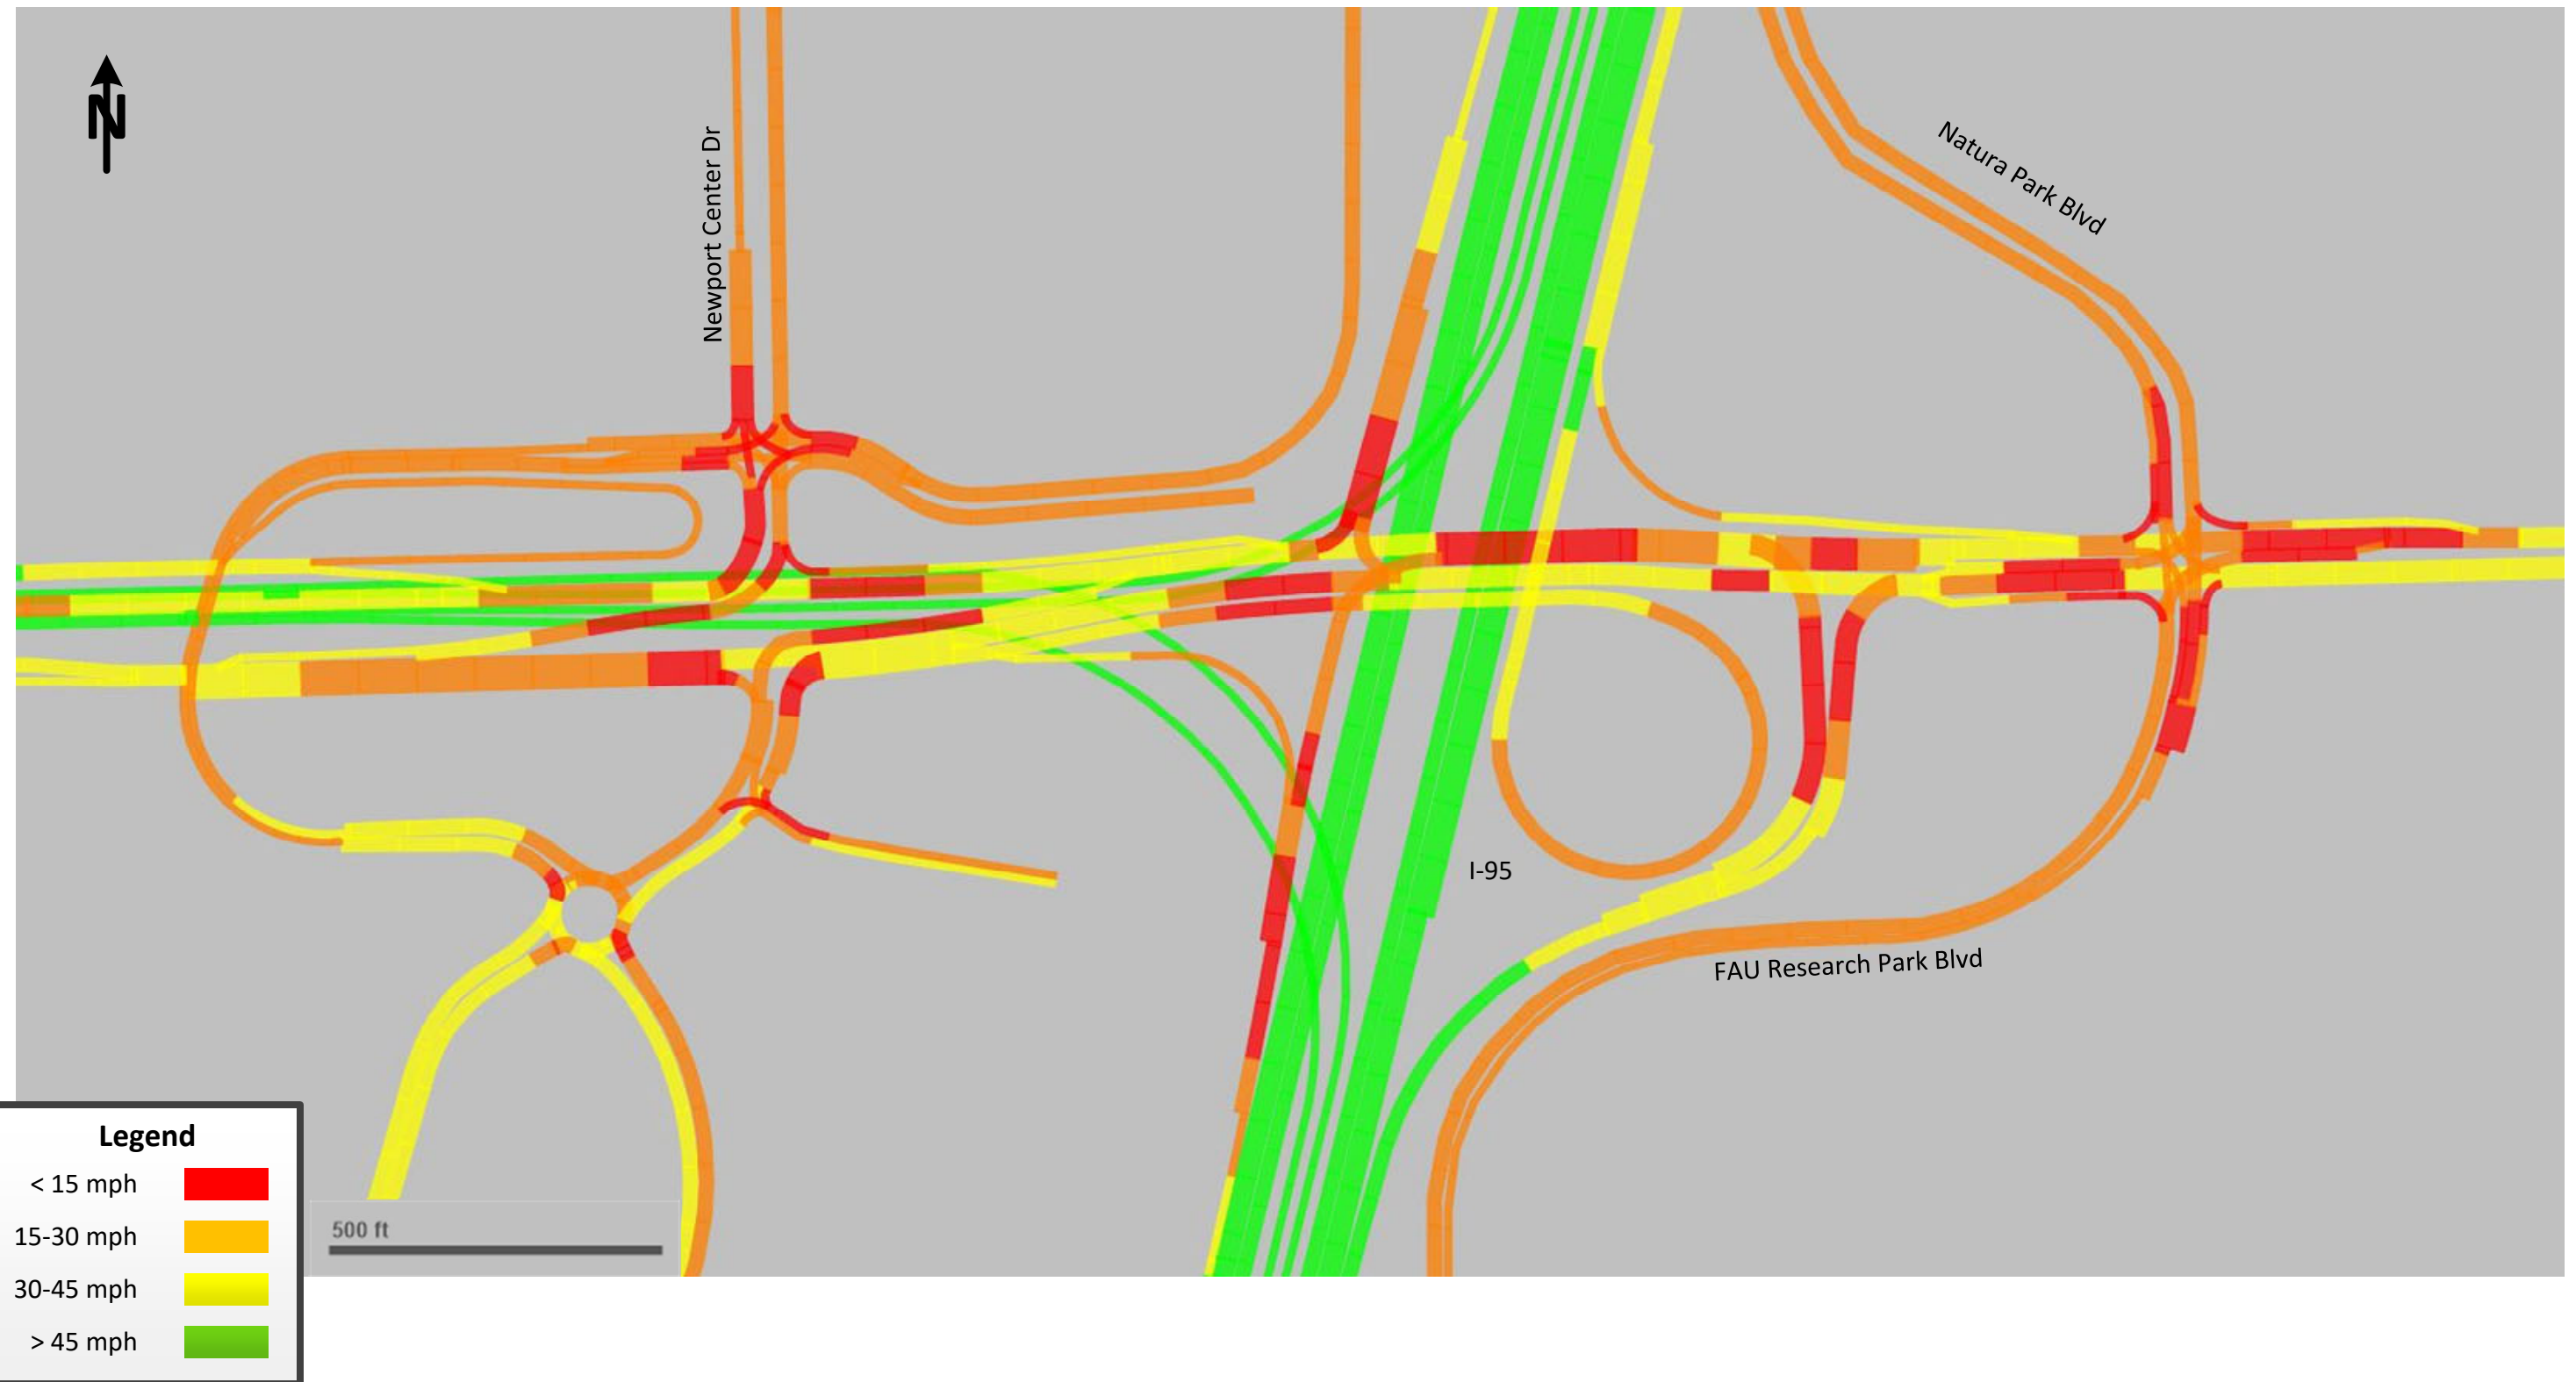 N
Newport Center Dr
Natura Park Blvd
I-95
FAU Research Park Blvd
Legend
< 15 mph
15-30 mph
30-45 mph
> 45 mph
500 ft